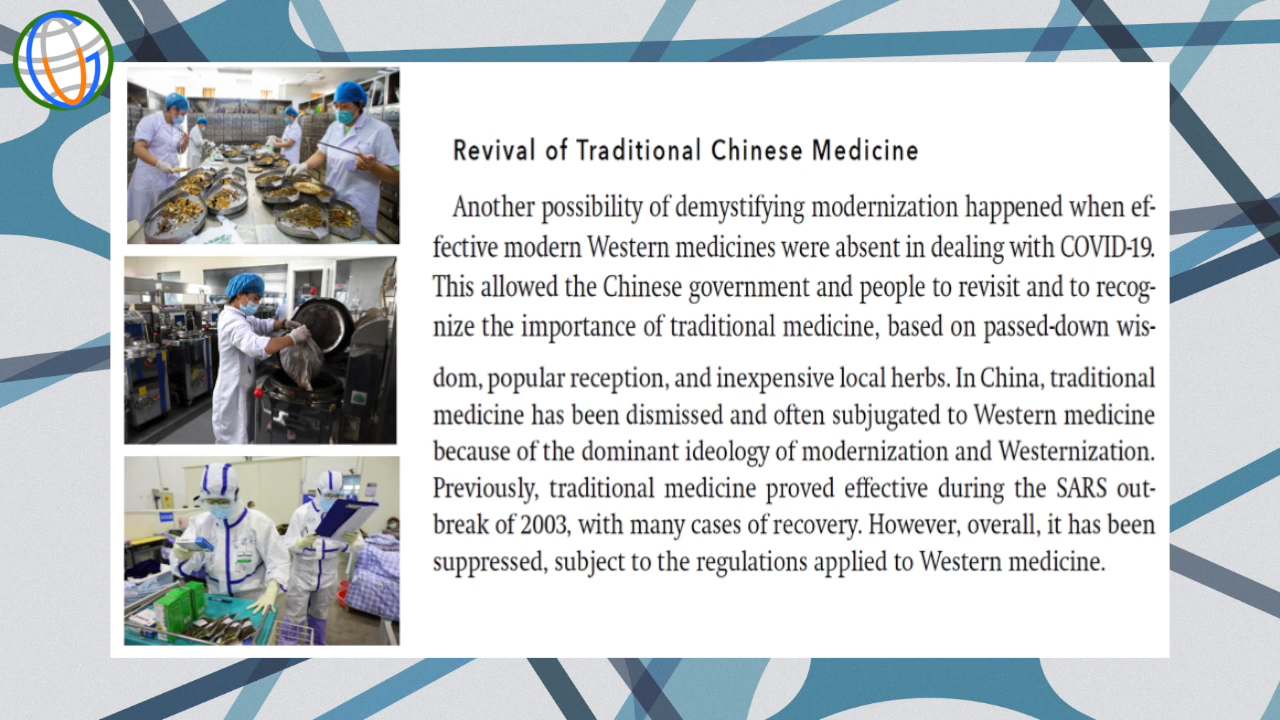 Revival of Traditional Chinese Medicine
Another possibility of demystifying modernization happened when ef-
fective modern Western medicines were absent in dealing with COVID-19.
This allowed the Chinese government and people to revisit and to recog-
nize the importance of traditional medicine, based on passed-down wis-
dom, popular reception, and inexpensive local herbs. In China, traditional
medicine has been dismissed and often subjugated to Western medicine
because of the dominant ideology of modernization and Westernization.
Previously, traditional medicine proved effective during the SARS out-
break of 2003, with many cases of recovery. However, overall, it has been
suppressed, subject to the regulations applied to Western medicine.